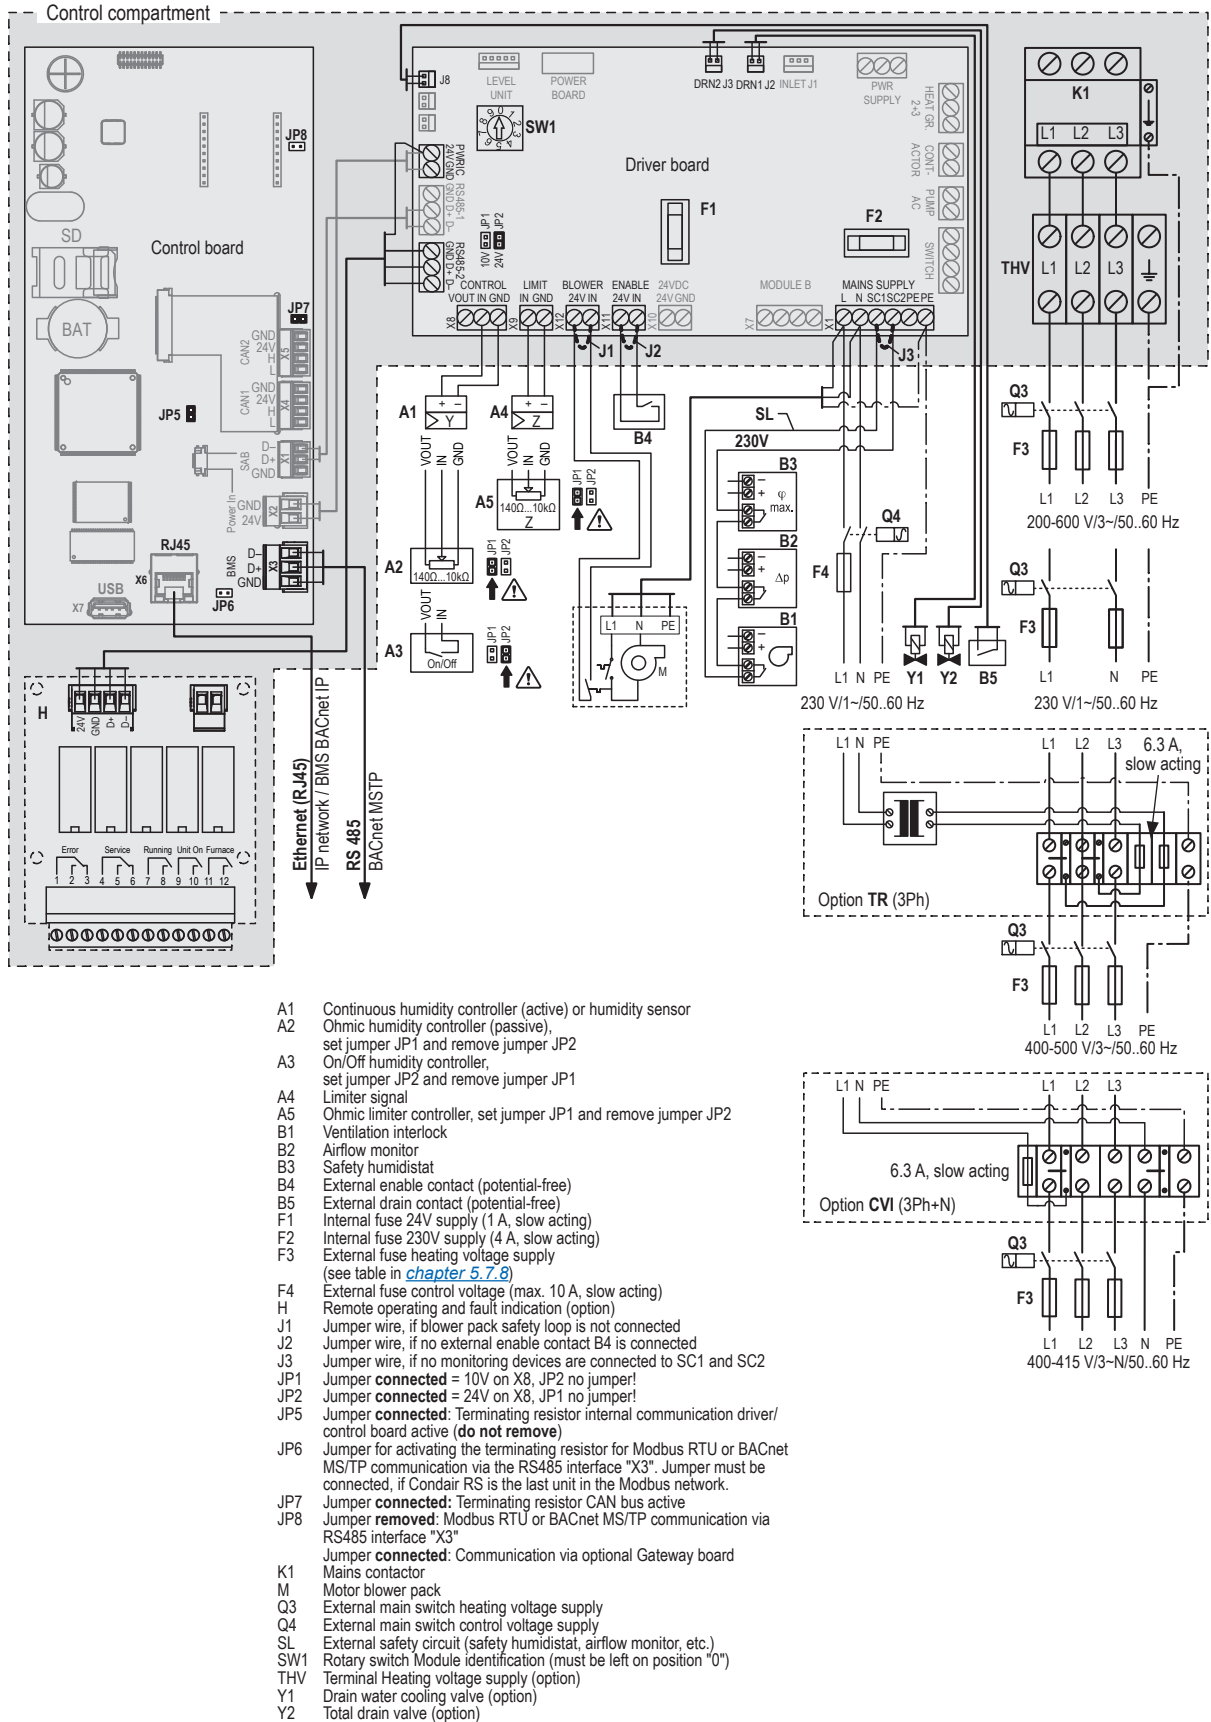 Control compartment
J8
LEVEL
UNIT
POWER
BOARD
DRN2 J3 DRN1 J2 INLET J1
PWR
SUPPLY
HEAT GR.
2+3
K1
L1 L2 L3
SW1
JP8
PWRIC
24V GND
Driver board
CONT-
ACTOR
PUMP
AC
SWITCH
RS485-1
GND D+ D-
JP1
10V
JP2
24V
F1
F2
SD
Control board
RS485-2
GND D+ D-
THV
L1 L2 L3
CONTROL
VOUT IN GND
LIMIT
IN GND
BLOWER
24V IN
ENABLE
24V IN
24VDC
24V GND
MODULE B
MAINS SUPPLY
L N SC1 SC2 PE PE
X8 X9 X12 X11 X10 X7 X1
J1 J2 J3
BAT
JP7
CAN2
GND
24V
H
L
X5
CAN1
GND
24V
H
L
X4
JP5
SAB
D-
D+
GND
X1
Power In
GND
24V
X2
BMS
D-
D+
GND
X3
RJ45
X6
USB
X7
JP6
A1
+ −
Y
A4
+ −
Z
B4
SL
230V
VOUT
IN
GND
VOUT
IN
GND
A5
140Ω...10kΩ
Z
JP1
JP2
A2
140Ω...10kΩ
JP1
JP2
VOUT
IN
A3
On/Off
JP1
JP2
L1 N PE
M
B3
−
+
φ
max.
B2
Δp
B1
−
+
Q4
F4
L1 N PE
230 V/1~/50..60 Hz
Y1 Y2 B5
Q3
F3
L1 L2 L3 PE
200-600 V/3~/50..60 Hz
Q3
F3
L1 N PE
230 V/1~/50..60 Hz
H
24V
GND
D+
D-
Error Service Running Unit On Furnace
1 2 3 4 5 6 7 8 9 10 11 12
Ethernet (RJ45)
IP network / BMS BACnet IP
RS 485
BACnet MSTP
L1 N PE
L1 L2 L3
6.3 A,
slow acting
Option TR (3Ph)
Q3
F3
L1 L2 L3 PE
400-500 V/3~/50..60 Hz
L1 N PE
L1 L2 L3
6.3 A, slow acting
Option CVI (3Ph+N)
Q3
F3
L1 L2 L3 N PE
400-415 V/3~N/50..60 Hz
A1 Continuous humidity controller (active) or humidity sensor
A2 Ohmic humidity controller (passive),
set jumper JP1 and remove jumper JP2
A3 On/Off humidity controller,
set jumper JP2 and remove jumper JP1
A4 Limiter signal
A5 Ohmic limiter controller, set jumper JP1 and remove jumper JP2
B1 Ventilation interlock
B2 Airflow monitor
B3 Safety humidistat
B4 External enable contact (potential-free)
B5 External drain contact (potential-free)
F1 Internal fuse 24V supply (1 A, slow acting)
F2 Internal fuse 230V supply (4 A, slow acting)
F3 External fuse heating voltage supply
(see table in chapter 5.7.8)
F4 External fuse control voltage (max. 10 A, slow acting)
H Remote operating and fault indication (option)
J1 Jumper wire, if blower pack safety loop is not connected
J2 Jumper wire, if no external enable contact B4 is connected
J3 Jumper wire, if no monitoring devices are connected to SC1 and SC2
JP1 Jumper connected = 10V on X8, JP2 no jumper!
JP2 Jumper connected = 24V on X8, JP1 no jumper!
JP5 Jumper connected: Terminating resistor internal communication driver/
control board active (do not remove)
JP6 Jumper for activating the terminating resistor for Modbus RTU or BACnet
MS/TP communication via the RS485 interface "X3". Jumper must be
connected, if Condair RS is the last unit in the Modbus network.
JP7 Jumper connected: Terminating resistor CAN bus active
JP8 Jumper removed: Modbus RTU or BACnet MS/TP communication via
RS485 interface "X3"
Jumper connected: Communication via optional Gateway board
K1 Mains contactor
M Motor blower pack
Q3 External main switch heating voltage supply
Q4 External main switch control voltage supply
SL External safety circuit (safety humidistat, airflow monitor, etc.)
SW1 Rotary switch Module identification (must be left on position "0")
THV Terminal Heating voltage supply (option)
Y1 Drain water cooling valve (option)
Y2 Total drain valve (option)